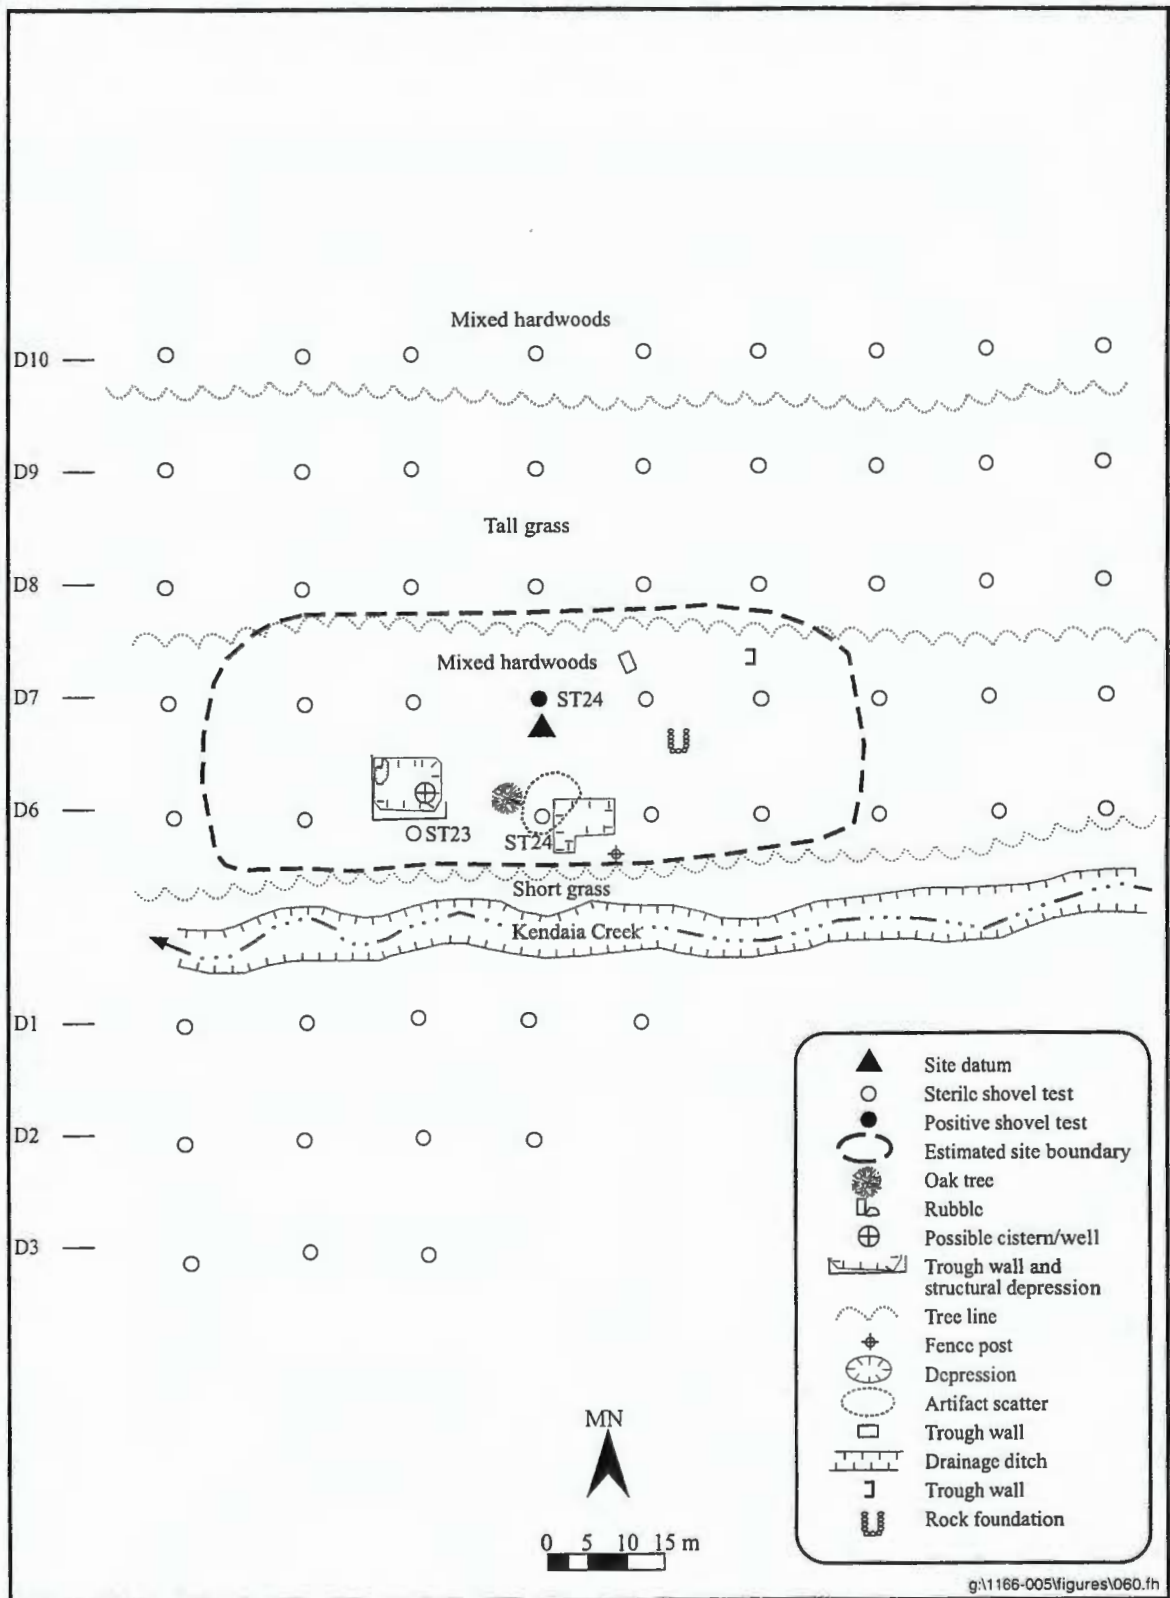 Mixed hardwoods
D10
D9
Tall grass
D8
Mixed hardwoods
D7
ST24
D6
ST23
ST24
Short grass
Kendaia Creek
D1
D2
D3
Site datum
Sterile shovel test
Positive shovel test
Estimated site boundary
Oak tree
Rubble
Possible cistern/well
Trough wall and
structural depression
Tree line
Fence post
Depression
Artifact scatter
Trough wall
Drainage ditch
Trough wall
Rock foundation
MN
0 5 10 15 m
g:\1166-005\figures\060.fh